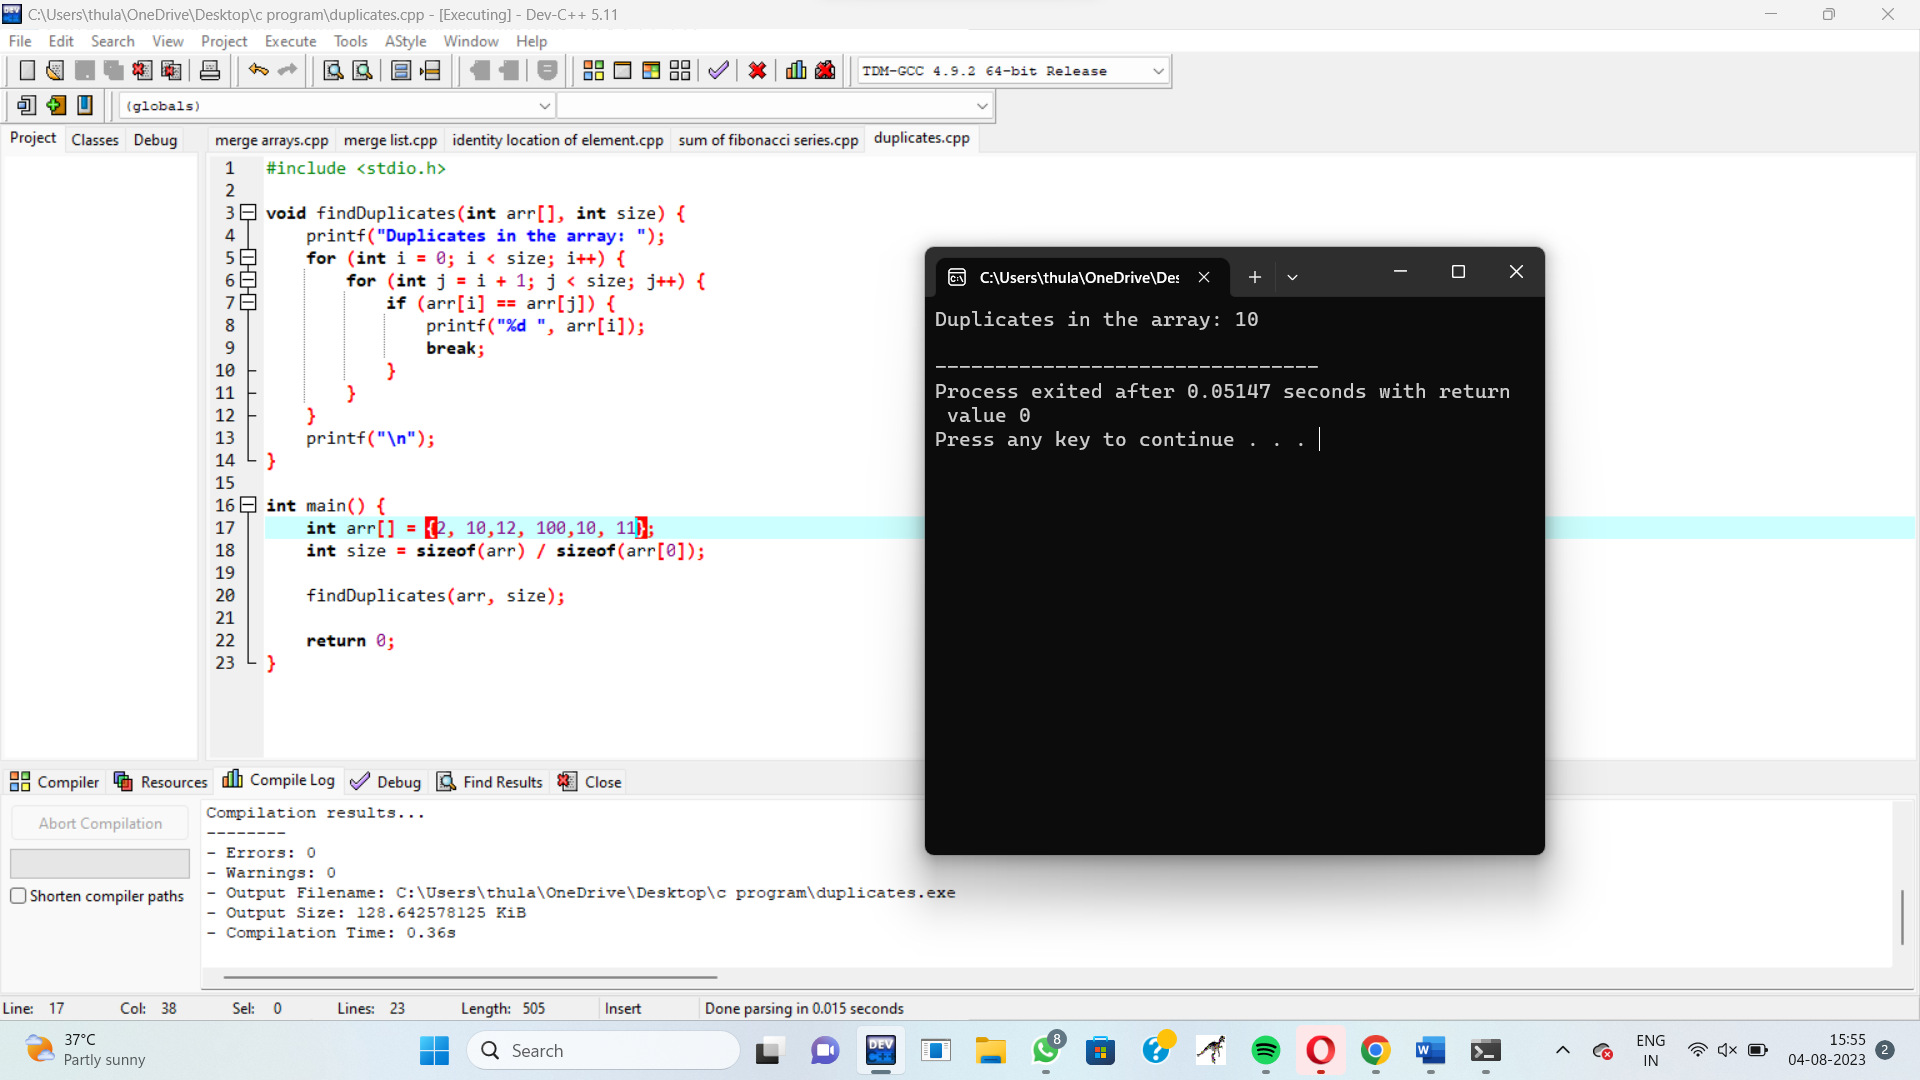 C:\Users\thula\OneDrive\Desktop\c program\duplicates.cpp - [Executing] - Dev-C++ 5.11
File Edit Search View Project Execute Tools AStyle Window Help
TDM-GCC 4.9.2 64-bit Release
(globals)
Project Classes Debug
merge arrays.cpp merge list.cpp identity location of element.cpp sum of fibonacci series.cpp duplicates.cpp
1 #include <stdio.h>
2
3 void findDuplicates(int arr[], int size) {
4 printf("Duplicates in the array: ");
5 for (int i = 0; i < size; i++) {
6 for (int j = i + 1; j < size; j++) {
7 if (arr[i] == arr[j]) {
8 printf("%d ", arr[i]);
9 break;
10 }
11 }
12 }
13 printf("\n");
14 }
15
16 int main() {
17 int arr[] = {2, 10,12, 100,10, 11};
18 int size = sizeof(arr) / sizeof(arr[0]);
19
20 findDuplicates(arr, size);
21
22 return 0;
23 }
C:\Users\thula\OneDrive\Des
Duplicates in the array: 10
--------------------------------
Process exited after 0.05147 seconds with return
value 0
Press any key to continue . . .
Compiler Resources Compile Log Debug Find Results Close
Abort Compilation
Shorten compiler paths
Compilation results...
--------
- Errors: 0
- Warnings: 0
- Output Filename: C:\Users\thula\OneDrive\Desktop\c program\duplicates.exe
- Output Size: 128.642578125 KiB
- Compilation Time: 0.36s
Line: 17 Col: 38 Sel: 0 Lines: 23 Length: 505 Insert Done parsing in 0.015 seconds
37°C
Partly sunny
Search
DEV
C++
8
ENG
IN
15:55
04-08-2023
2